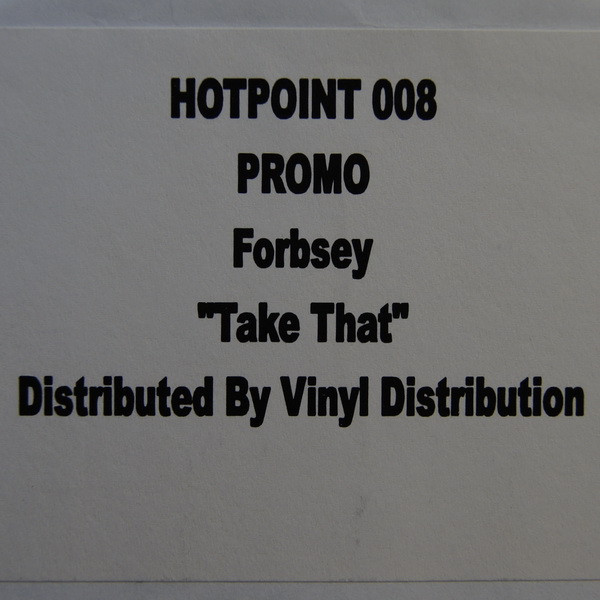 HOTPOINT 008
PROMO
Forbsey
"Take That"
Distributed By Vinyl Distribution